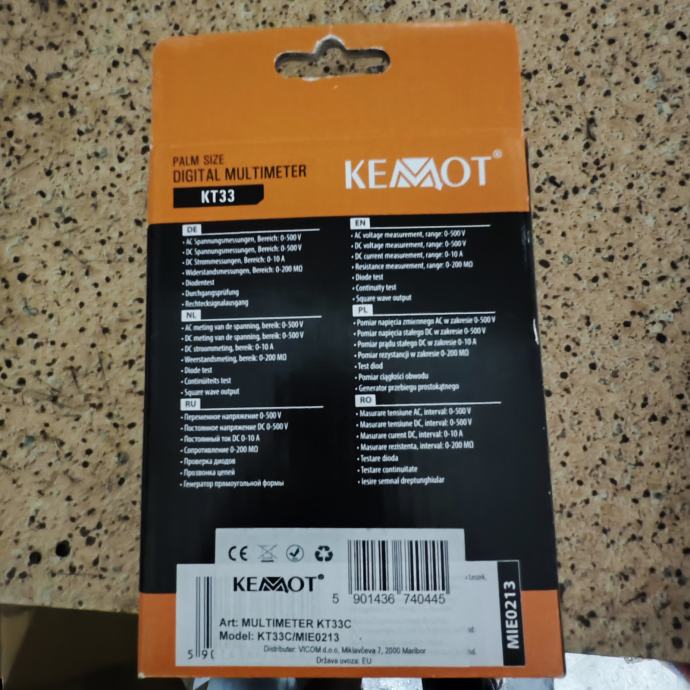 PALM SIZE
DIGITAL MULTIMETER
KT33
KEMOT®
DE
• AC Spannungsmessungen, Bereich: 0-500 V
• DC Spannungsmessungen, Bereich: 0-500 V
• DC Strommessungen, Bereich: 0-10 A
• Widerstandsmessungen, Bereich: 0-200 MΩ
• Diodentest
• Durchgangsprüfung
• Rechtecksignalausgang
NL
• AC meting van de spanning, bereik: 0-500 V
• DC meting van de spanning, bereik: 0-500 V
• DC stroommeting, bereik: 0-10 A
• Weerstandsmeting, bereik: 0-200 MΩ
• Diode test
• Continüiteits test
• Square wave output
RU
• Переменное напряжение 0-500 V
• Постоянное напряжение DC 0-500 V
• Постоянный ток DC 0-10 A
• Сопротивление 0-200 MΩ
• Проверка диодов
• Прозвонка цепей
• Генератор прямоугольной формы
EN
• AC voltage measurement, range: 0-500 V
• DC voltage measurement, range: 0-500 V
• DC current measurement, range: 0-10 A
• Resistance measurement, range: 0-200 MΩ
• Diode test
• Continuity test
• Square wave output
PL
• Pomiar napięcia zmiennego AC w zakresie 0-500 V
• Pomiar napięcia stałego DC w zakresie 0-500 V
• Pomiar prądu stałego DC w zakresie 0-10 A
• Pomiar rezystancji w zakresie 0-200 MΩ
• Test diod
• Pomiar ciągłości obwodu
• Generator przebiegu prostokątnego
RO
• Masurare tensiune AC, interval: 0-500 V
• Masurare tensiune DC, interval: 0-500 V
• Masurare curent DC, interval: 0-10 A
• Masurare rezistenta, interval: 0-200 MΩ
• Testare dioda
• Testare continuitate
• Iesire semnal dreptunghiular
CE
KEMOT®
5 901436 740445
Art: MULTIMETER KT33C
Model: KT33C/MIE0213
Distributer: VICOM d.o.o, Miklavčeva 7, 2000 Maribor
Država uvoza: EU
MIE0213